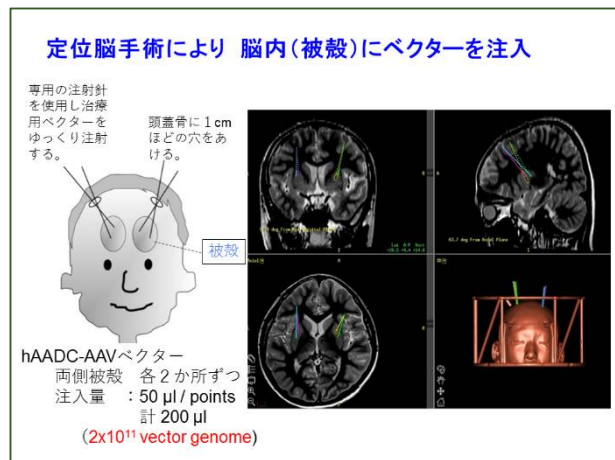 定位脳手術により 脳内（被殻）にベクターを注入
専用の注射針
を使用し治療
用ベクターを
ゆっくり注射
する。
頭蓋骨に１cm
ほどの穴をあ
ける。
被殻
hAADC-AAVベクター
両側被殻 各２か所ずつ
注入量 ：50 µl / points
計 200 µl
（2x10¹¹ vector genome)